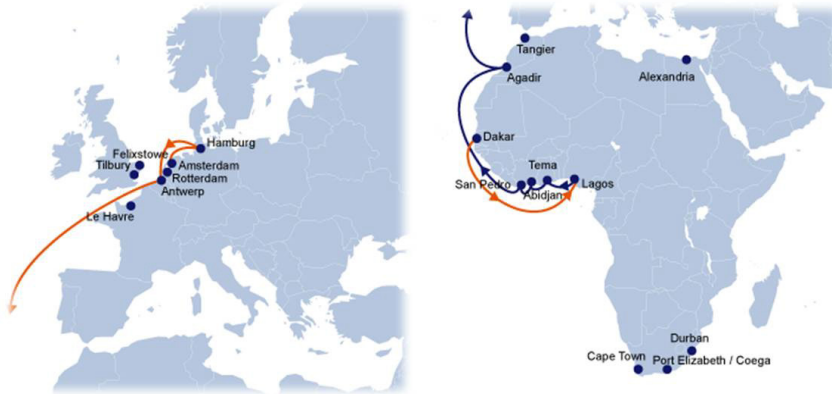 Hamburg
Felixstowe
Tilbury
Amsterdam
Rotterdam
Antwerp
Le Havre
Tangier
Agadir
Alexandria
Dakar
Tema
San Pedro
Lagos
Abidjan
Durban
Cape Town
Port Elizabeth / Coega